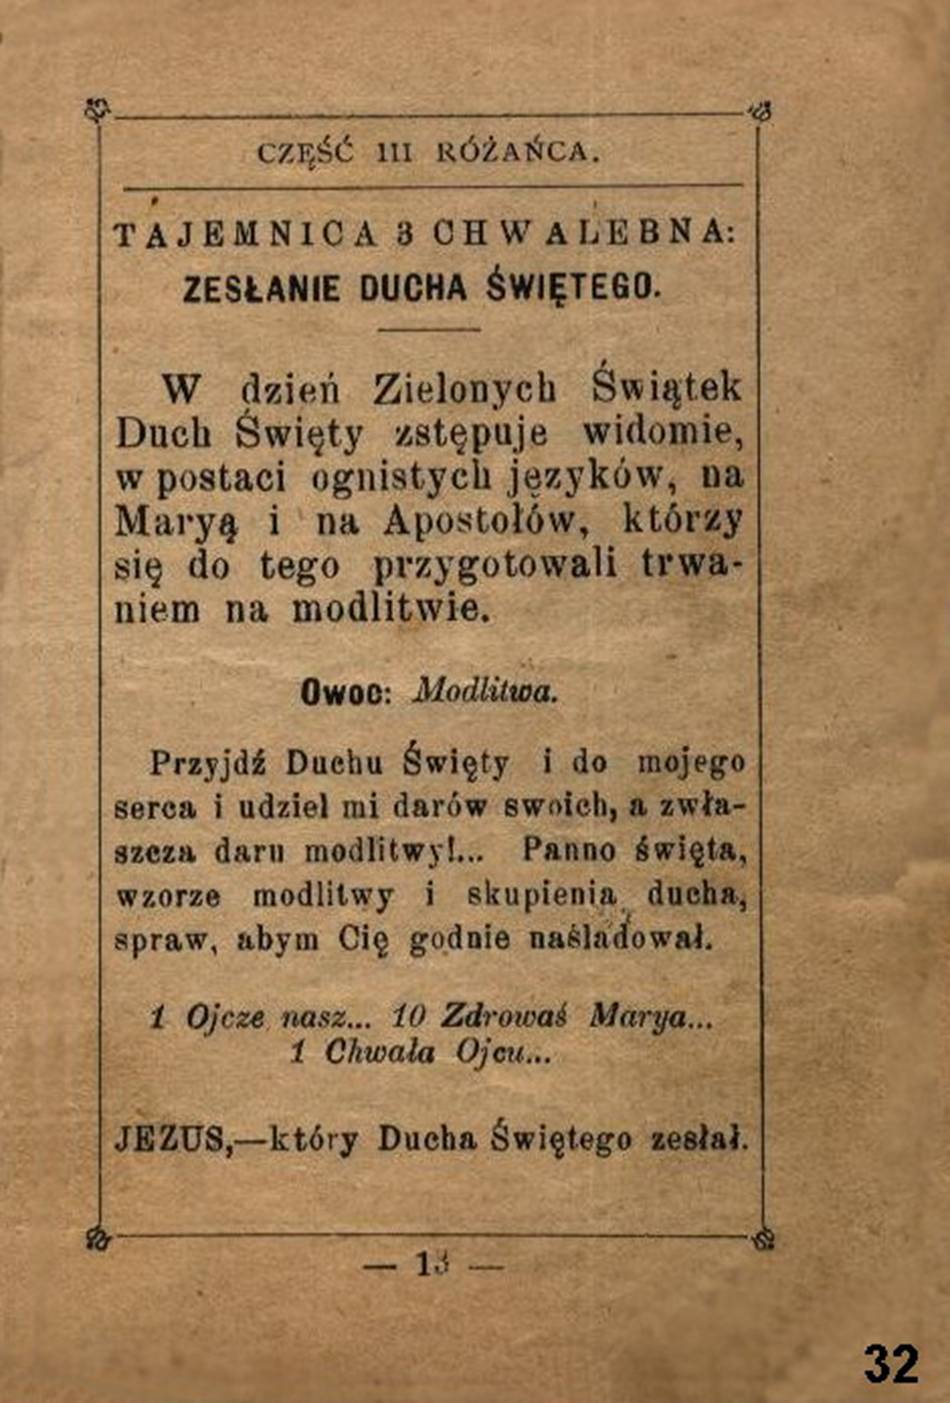 CZĘŚĆ III RÓŻAŃCA.
TAJEMNICA 3 CHWALEBNA:
ZESŁANIE DUCHA ŚWIĘTEGO.
W dzień Zielonych Świątek
Duch Święty zstępuje widomie,
w postaci ognistych języków, na
Maryą i na Apostołów, którzy
się do tego przygotowali trwa-
niem na modlitwie.
Owoc: Modlitwa.
Przyjdź Duchu Święty i do mojego
serca i udziel mi darów swoich, a zwła-
szcza daru modlitwy!... Panno święta,
wzorze modlitwy i skupienia ducha,
spraw, abym Cię godnie naśladował.
1 Ojcze nasz... 10 Zdrowaś Marya...
1 Chwała Ojcu...
JEZUS,—który Ducha Świętego zesłał.
— 13 —
32